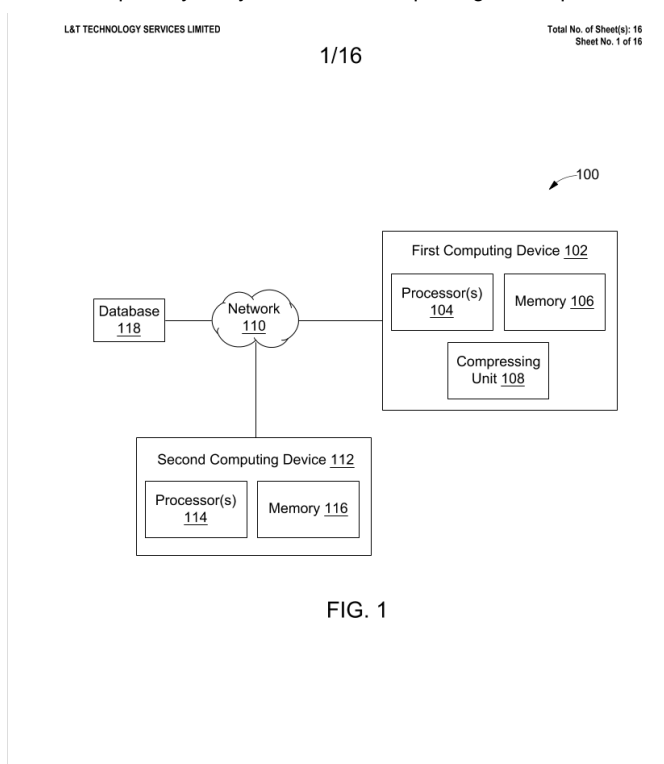 L&T TECHNOLOGY SERVICES LIMITED
Total No. of Sheet(s): 16
Sheet No. 1 of 16
1/16
100
First Computing Device 102
Processor(s)
104
Memory 106
Compressing
Unit 108
Network
110
Database
118
Second Computing Device 112
Processor(s)
114
Memory 116
FIG. 1